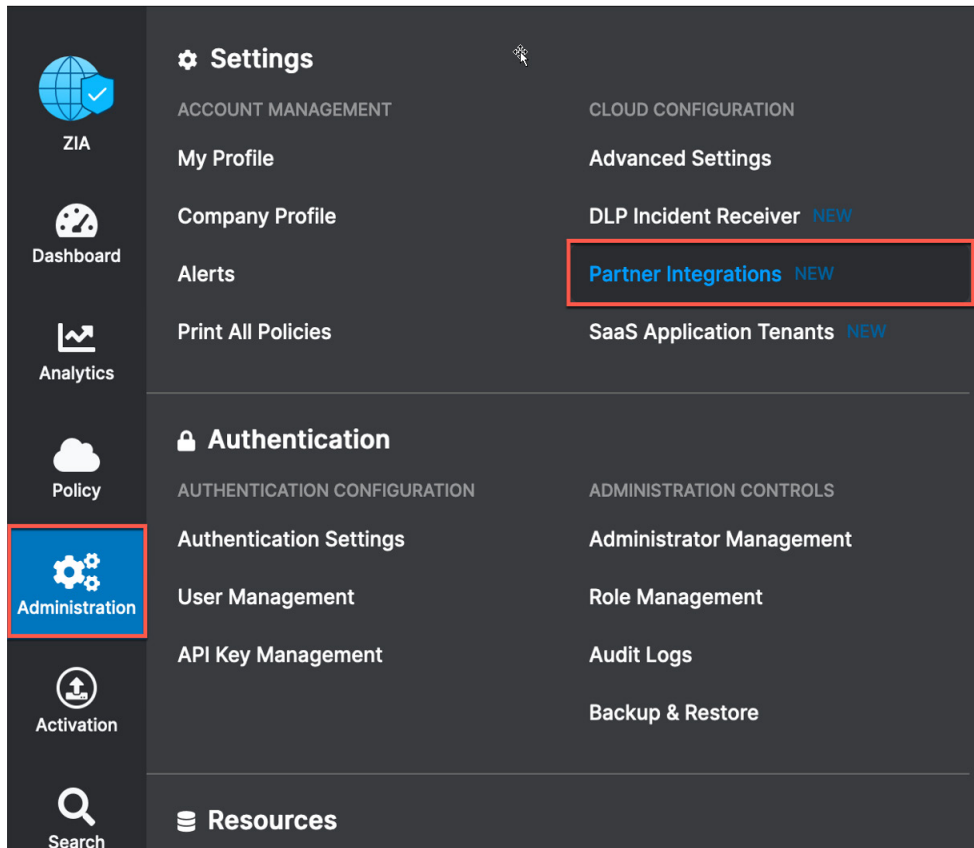 ZIA
Dashboard
Analytics
Policy
Administration
Activation
Search
Settings
ACCOUNT MANAGEMENT
My Profile
Company Profile
Alerts
Print All Policies
CLOUD CONFIGURATION
Advanced Settings
DLP Incident Receiver NEW
Partner Integrations NEW
SaaS Application Tenants NEW
Authentication
AUTHENTICATION CONFIGURATION
Authentication Settings
User Management
API Key Management
ADMINISTRATION CONTROLS
Administrator Management
Role Management
Audit Logs
Backup & Restore
Resources